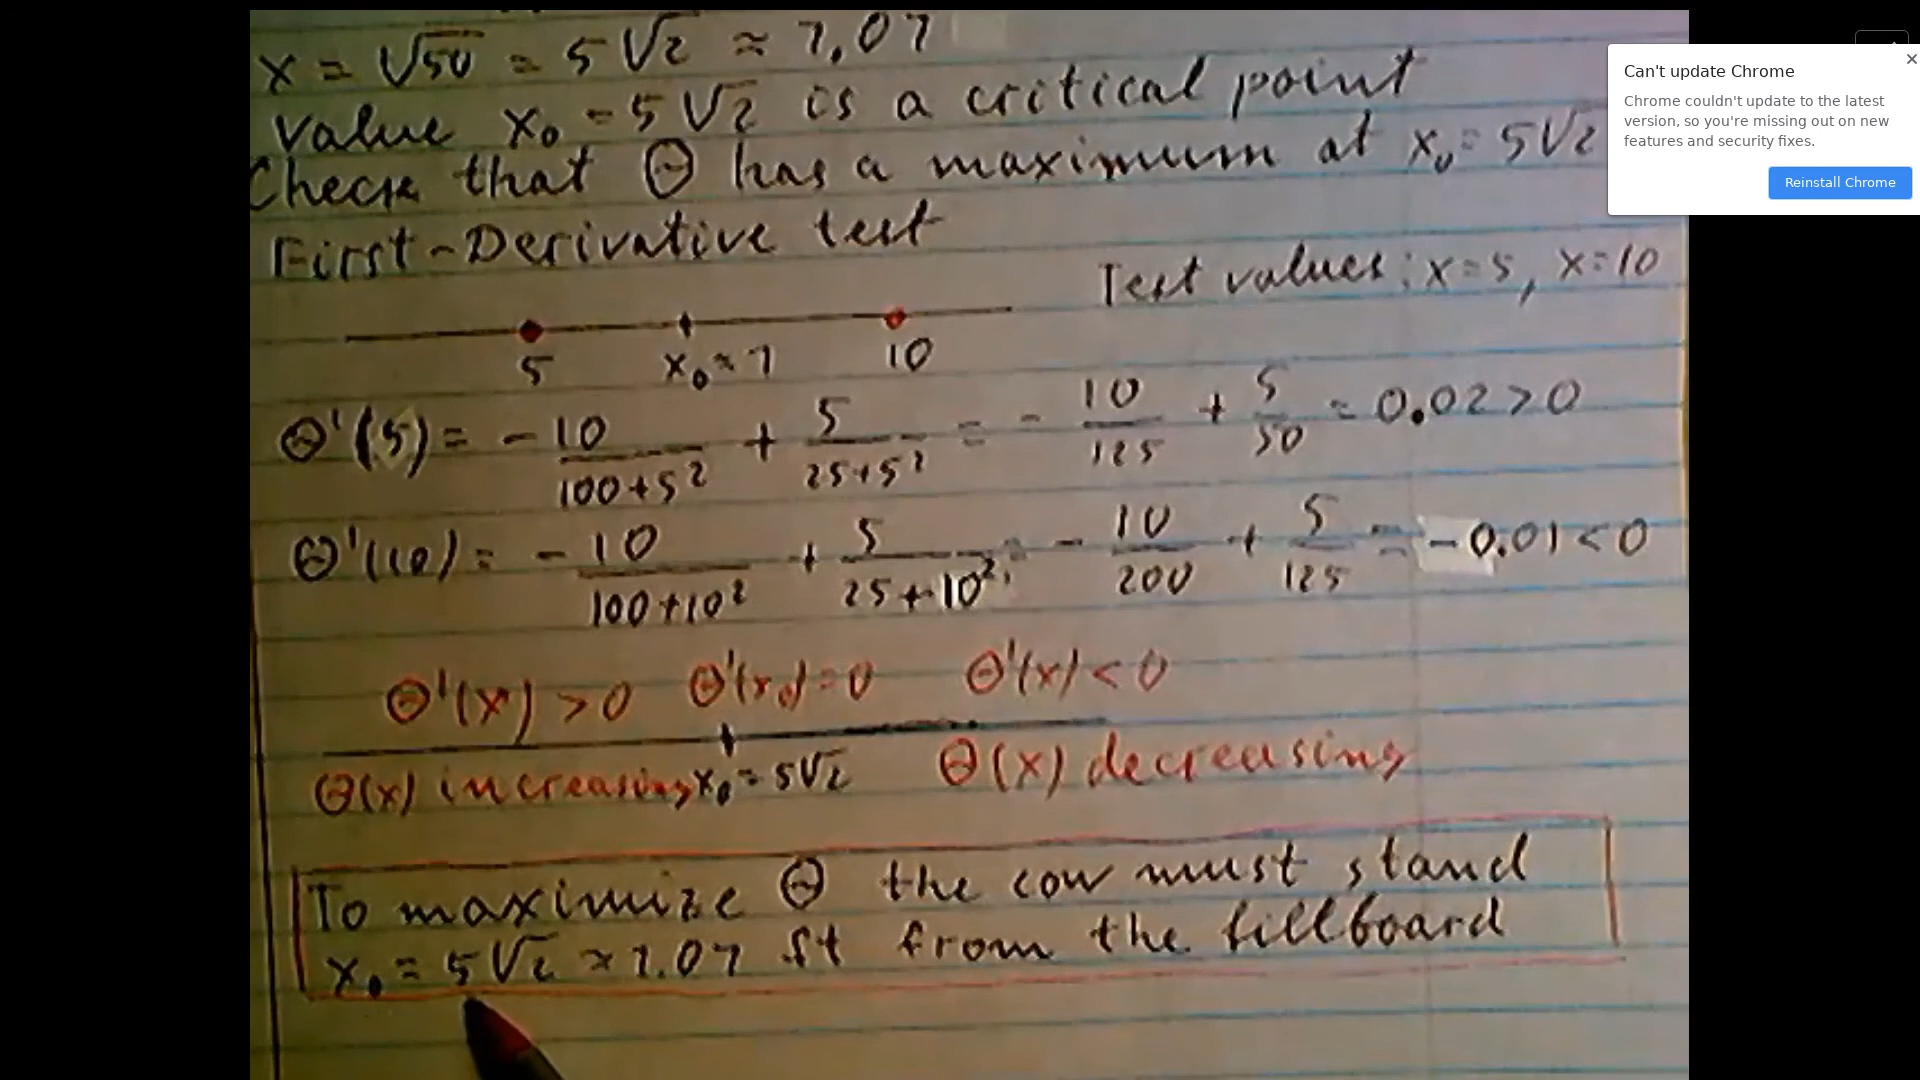 x = √50 = 5√2 ≈ 7,07
Value x₀ = 5√2 is a critical point
Check that Θ has a maximum at x₀ = 5√2
First-Derivative test
Test values: x=5, x=10
5 x₀≈7 10
Θ'(5) = -10/(100+5²) + 5/(25+5²) = -10/125 + 5/50 = 0.02>0
Θ'(10) = -10/(100+10²) + 5/(25+10²) = -10/200 + 5/125 = -0.01<0
Θ'(x)>0 Θ'(x₀)=0 Θ'(x)<0
Θ(x) increasing x₀=5√2 Θ(x) decreasing
To maximize Θ the cow must stand
x₀ = 5√2 ≈ 7.07 ft from the billboard
Can't update Chrome
Chrome couldn't update to the latest
version, so you're missing out on new
features and security fixes.
Reinstall Chrome